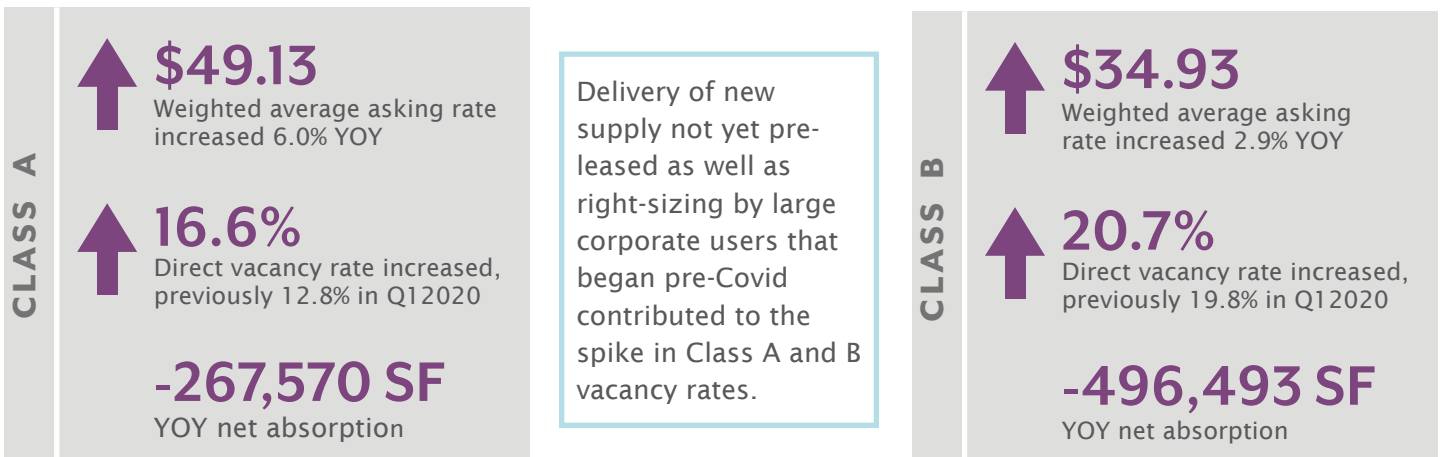 CLASS A
$49.13
Weighted average asking rate
increased 6.0% YOY
16.6%
Direct vacancy rate increased,
previously 12.8% in Q12020
-267,570 SF
YOY net absorption
Delivery of new
supply not yet pre-
leased as well as
right-sizing by large
corporate users that
began pre-Covid
contributed to the
spike in Class A and B
vacancy rates.
CLASS B
$34.93
Weighted average asking
rate increased 2.9% YOY
20.7%
Direct vacancy rate increased,
previously 19.8% in Q12020
-496,493 SF
YOY net absorption